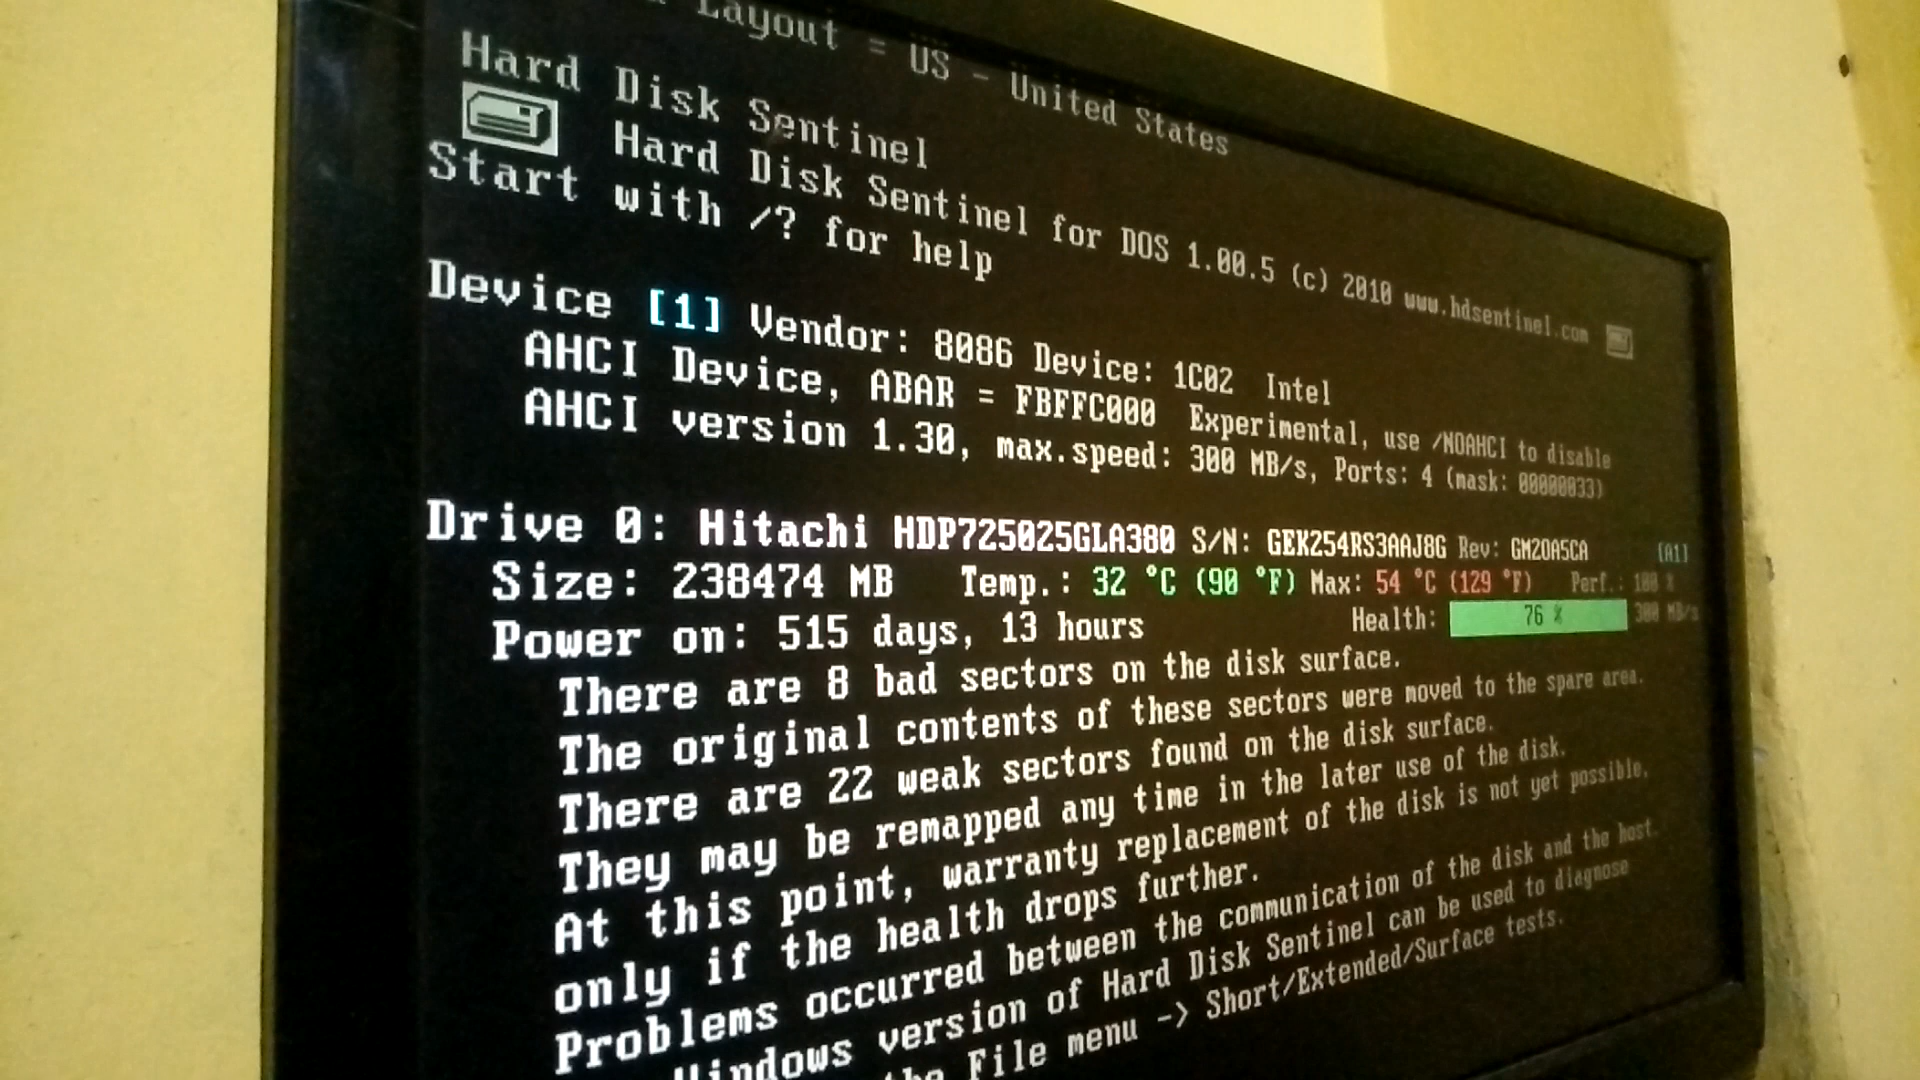 Layout = US - United States
Hard Disk Sentinel
Hard Disk Sentinel for DOS 1.00.5 (c) 2010 www.hdsentinel.com
Start with /? for help
Device [1] Vendor: 8086 Device: 1C02 Intel
AHCI Device, ABAR = FBFFC000 Experimental, use /NOAHCI to disable
AHCI version 1.30, max.speed: 300 MB/s, Ports: 4 (mask: 00000033)
Drive 0: Hitachi HDP725025GLA380 S/N: GEK254RS3AAJ8G Rev: GM2OA5CA [A1]
Size: 238474 MB Temp.: 32 °C (90 °F) Max: 54 °C (129 °F) Perf.: 100 %
Power on: 515 days, 13 hours Health: 76 % 300 MB/s
There are 8 bad sectors on the disk surface.
The original contents of these sectors were moved to the spare area.
There are 22 weak sectors found on the disk surface.
They may be remapped any time in the later use of the disk.
At this point, warranty replacement of the disk is not yet possible,
only if the health drops further.
Problems occurred between the communication of the disk and the host.
Windows version of Hard Disk Sentinel can be used to diagnose
the File menu -> Short/Extended/Surface tests.